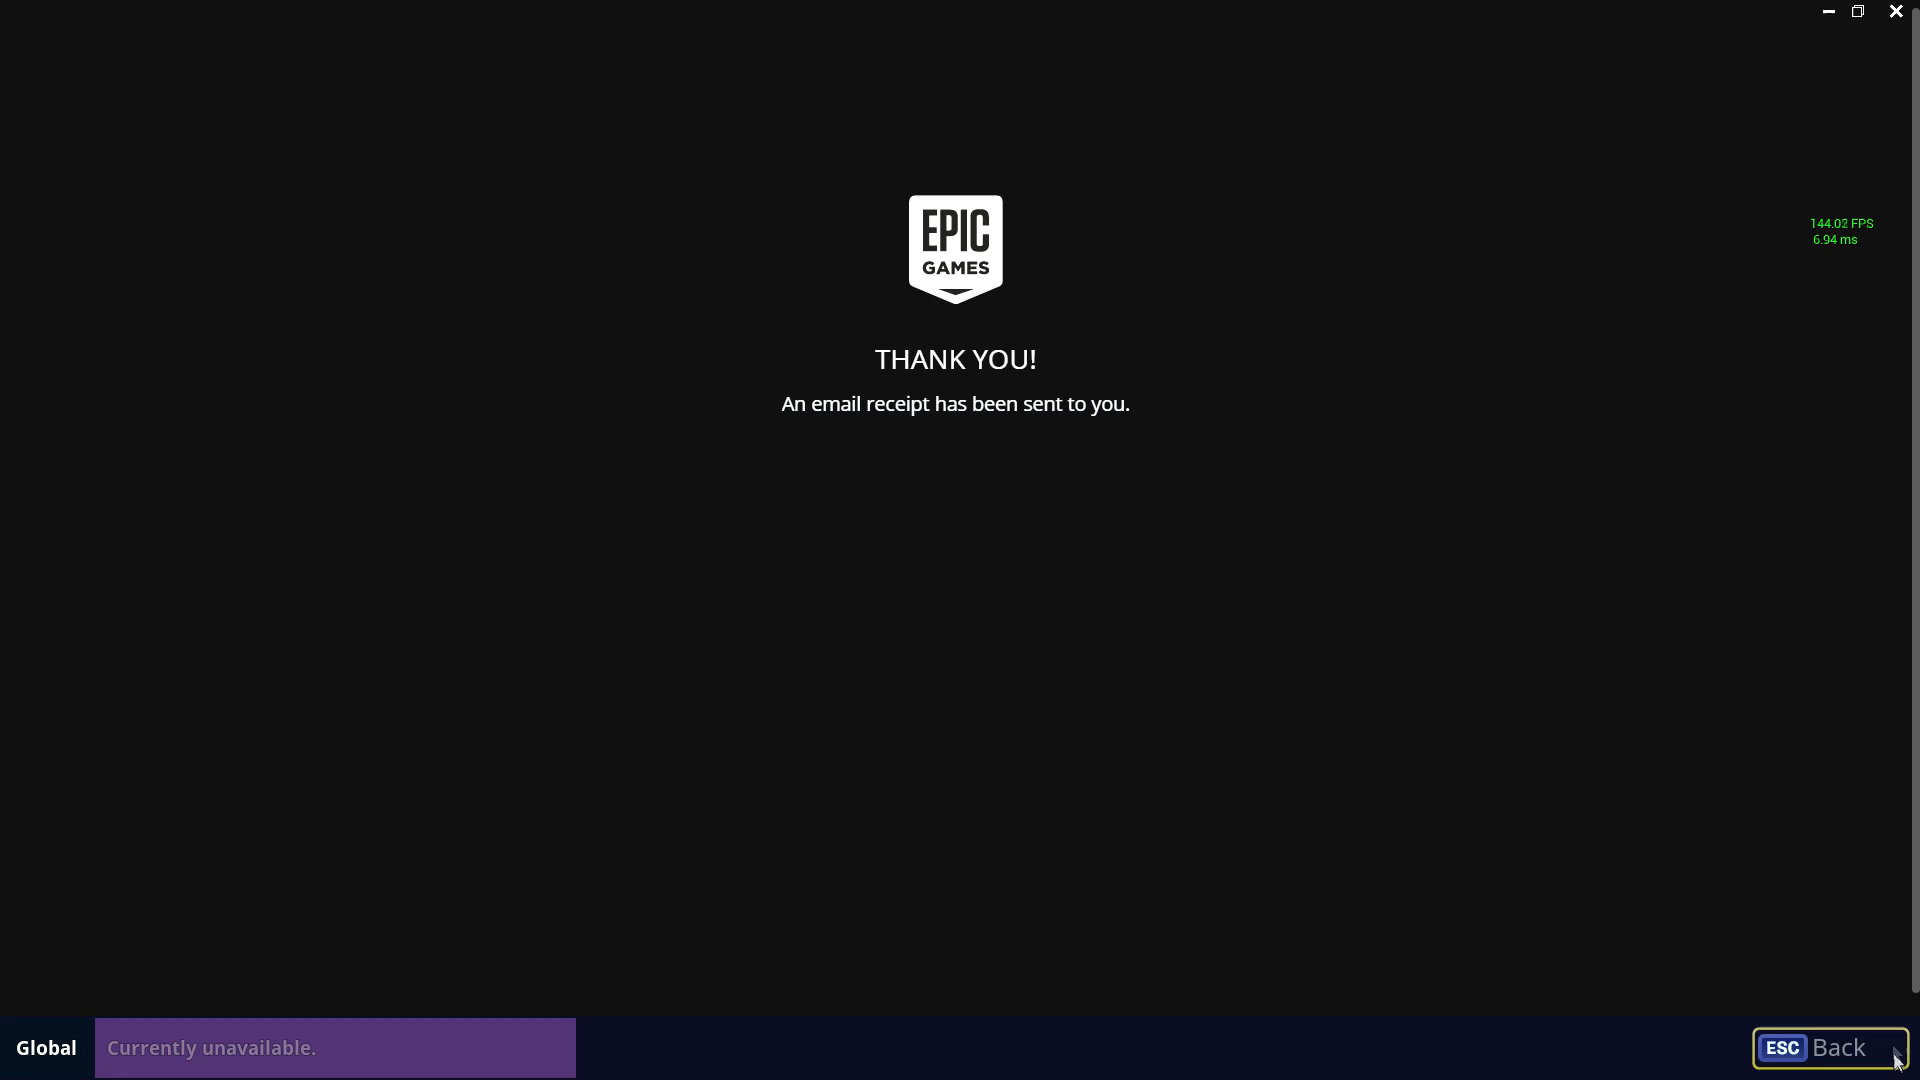 EPIC
GAMES
144.02 FPS
6.94 ms
THANK YOU!
An email receipt has been sent to you.
Global
Currently unavailable.
ESC Back